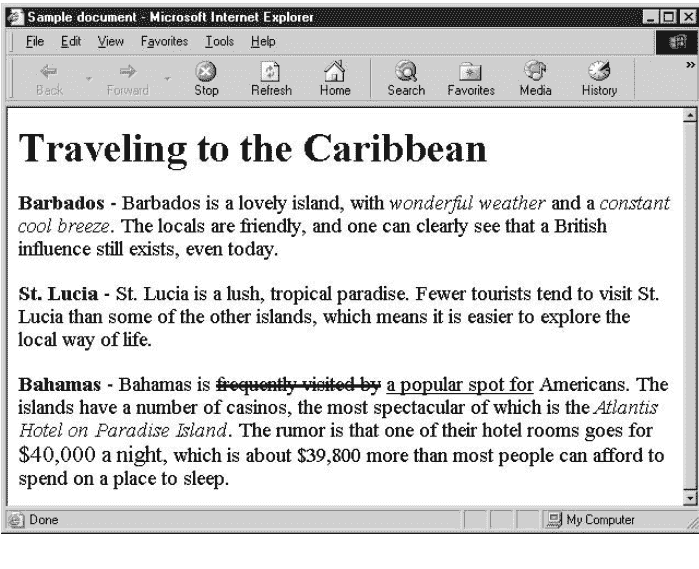 Sample document - Microsoft Internet Explorer
File Edit View Favorites Tools Help
Back Forward Stop Refresh Home Search Favorites Media History »
Traveling to the Caribbean
Barbados - Barbados is a lovely island, with wonderful weather and a constant
cool breeze. The locals are friendly, and one can clearly see that a British
influence still exists, even today.
St. Lucia - St. Lucia is a lush, tropical paradise. Fewer tourists tend to visit St.
Lucia than some of the other islands, which means it is easier to explore the
local way of life.
Bahamas - Bahamas is frequently visited by a popular spot for Americans. The
islands have a number of casinos, the most spectacular of which is the Atlantis
Hotel on Paradise Island. The rumor is that one of their hotel rooms goes for
$40,000 a night, which is about $39,800 more than most people can afford to
spend on a place to sleep.
Done My Computer